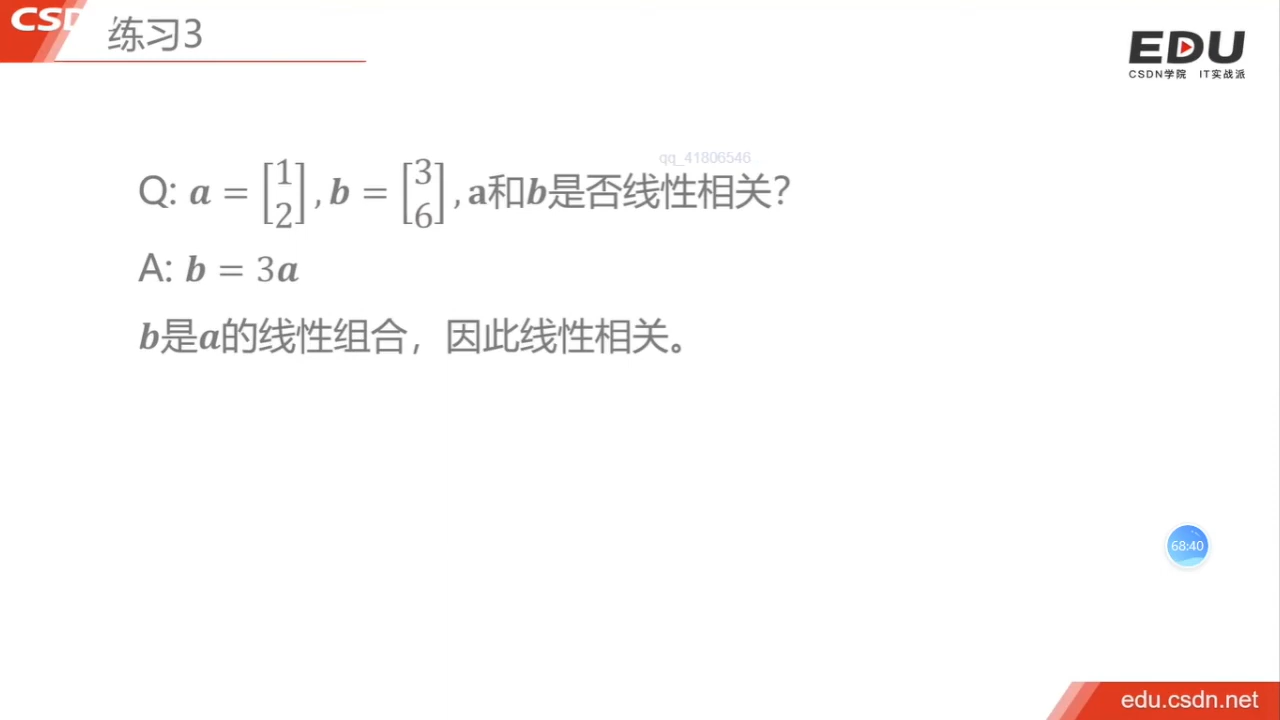 CSD
练习3
EDU
CSDN学院 IT实战派
qq_41806546
Q: a = [1 2], b = [3 6], a和b是否线性相关？
A: b = 3a
b是a的线性组合，因此线性相关。
68:40
edu.csdn.net